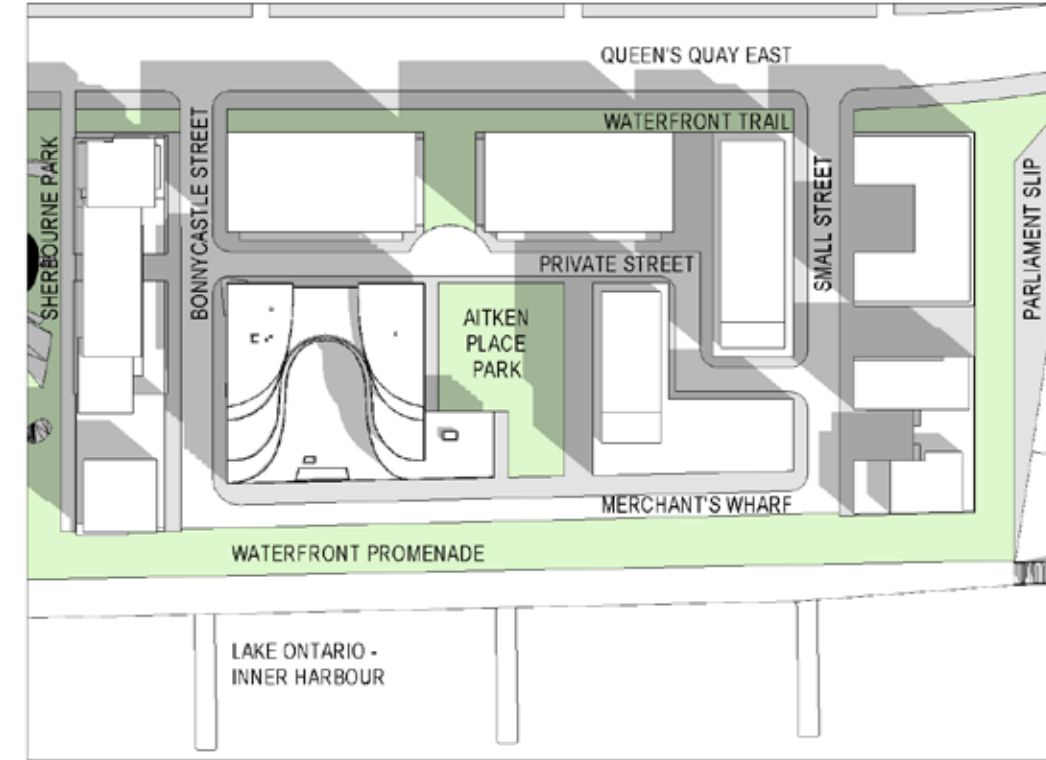 QUEEN'S QUAY EAST
WATERFRONT TRAIL
SHERBOURNE PARK
BONNYCASTLE STREET
SMALL STREET
PARLIAMENT SLIP
PRIVATE STREET
AITKEN
PLACE
PARK
MERCHANT'S WHARF
WATERFRONT PROMENADE
LAKE ONTARIO -
INNER HARBOUR